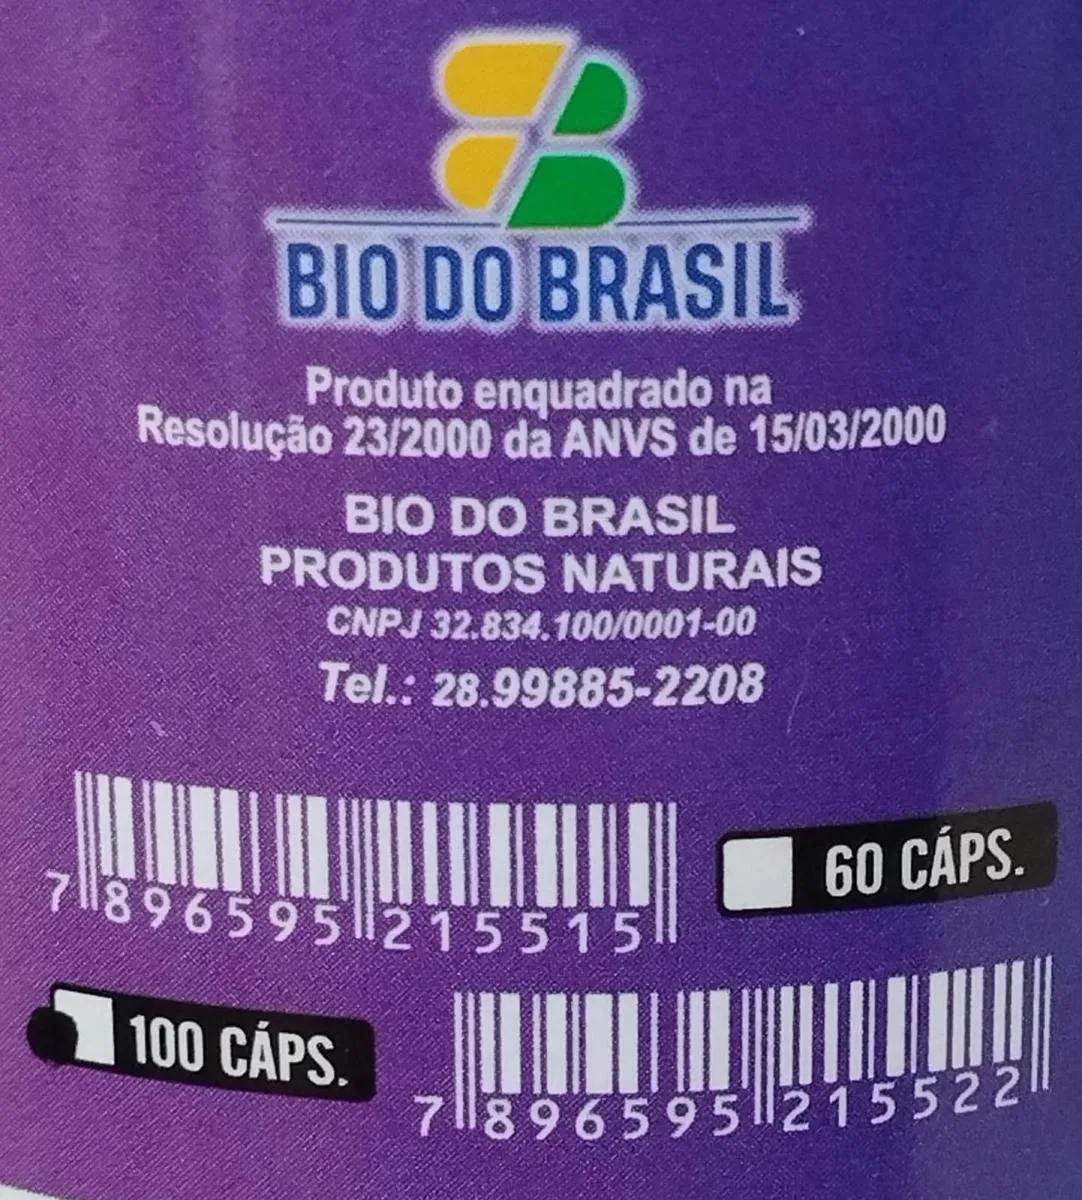 BIO DO BRASIL
Produto enquadrado na
Resolução 23/2000 da ANVS de 15/03/2000
BIO DO BRASIL
PRODUTOS NATURAIS
CNPJ 32.834.100/0001-00
Tel.: 28.99885-2208
7 896595 215515
60 CÁPS.
100 CÁPS.
7 896595 215522